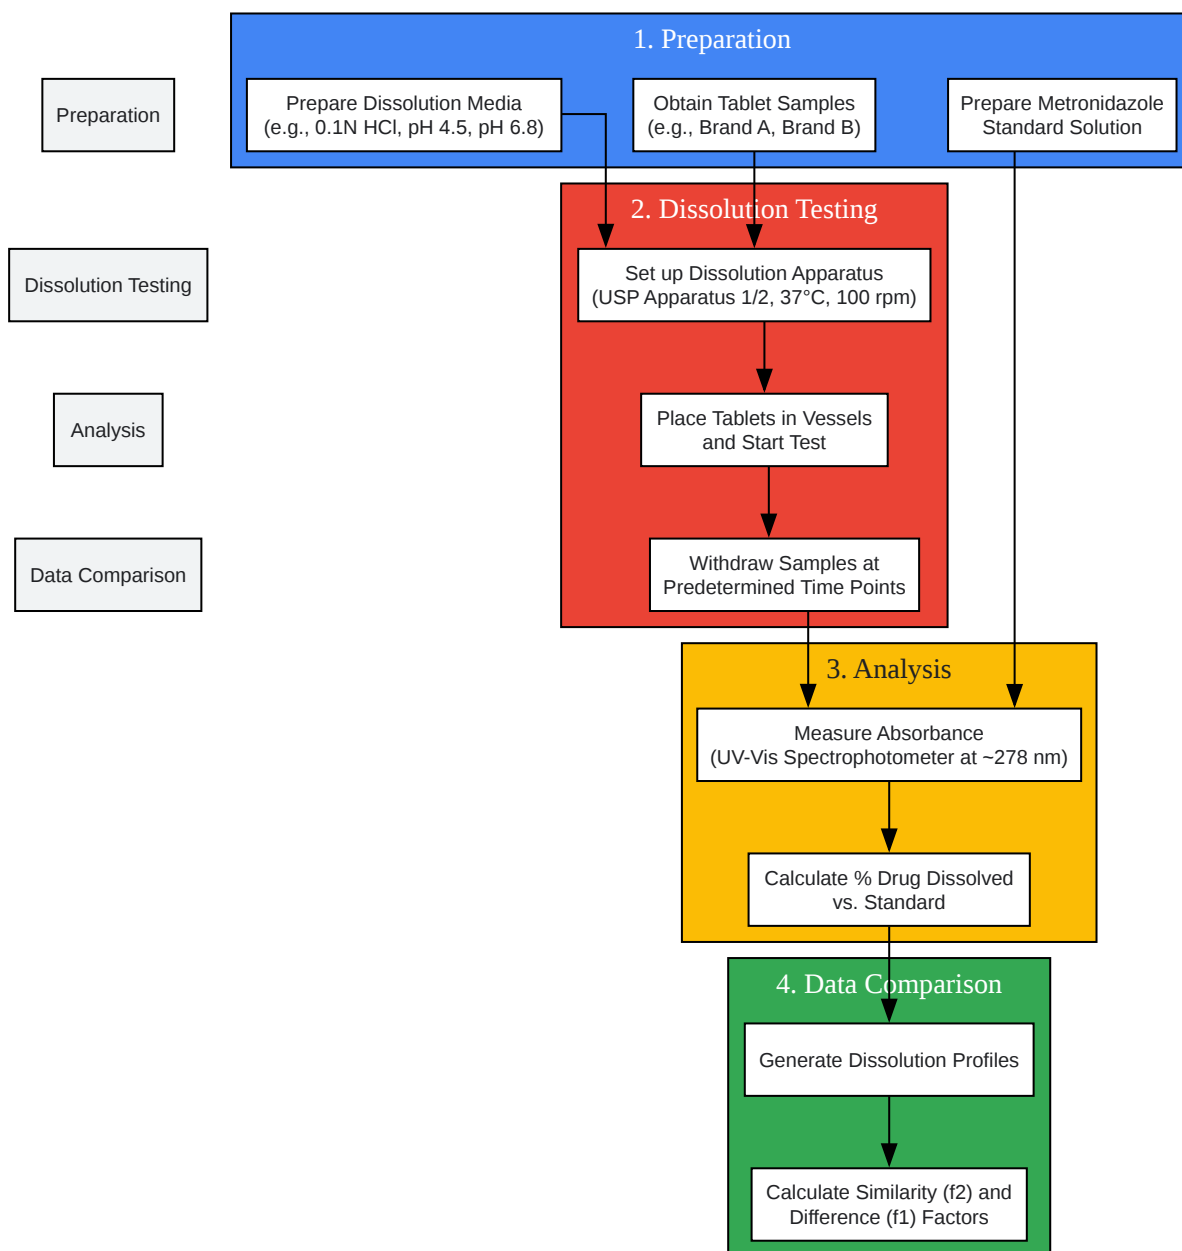 1. Preparation
Preparation
Prepare Dissolution Media
(e.g., 0.1N HCl, pH 4.5, pH 6.8)
Obtain Tablet Samples
(e.g., Brand A, Brand B)
Prepare Metronidazole
Standard Solution
2. Dissolution Testing
Dissolution Testing
Set up Dissolution Apparatus
(USP Apparatus 1/2, 37°C, 100 rpm)
Analysis
Place Tablets in Vessels
and Start Test
Data Comparison
Withdraw Samples at
Predetermined Time Points
3. Analysis
Measure Absorbance
(UV-Vis Spectrophotometer at ~278 nm)
Calculate % Drug Dissolved
vs. Standard
4. Data Comparison
Generate Dissolution Profiles
Calculate Similarity (f2) and
Difference (f1) Factors